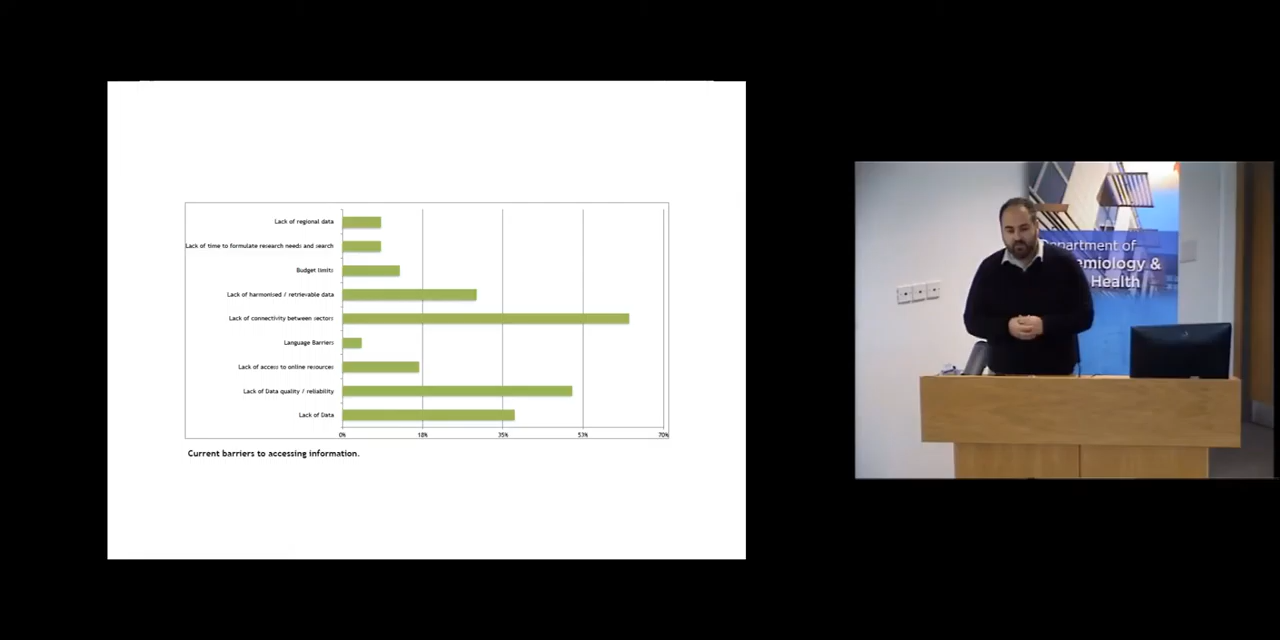 Lack of regional data
Lack of time to formulate research needs and search
Budget limits
Lack of harmonised / retrievable data
Lack of connectivity between sectors
Language Barriers
Lack of access to online resources
Lack of Data quality / reliability
Lack of Data
0% 18% 35% 53% 70%
Current barriers to accessing information.
epartment of
emiology &
Health